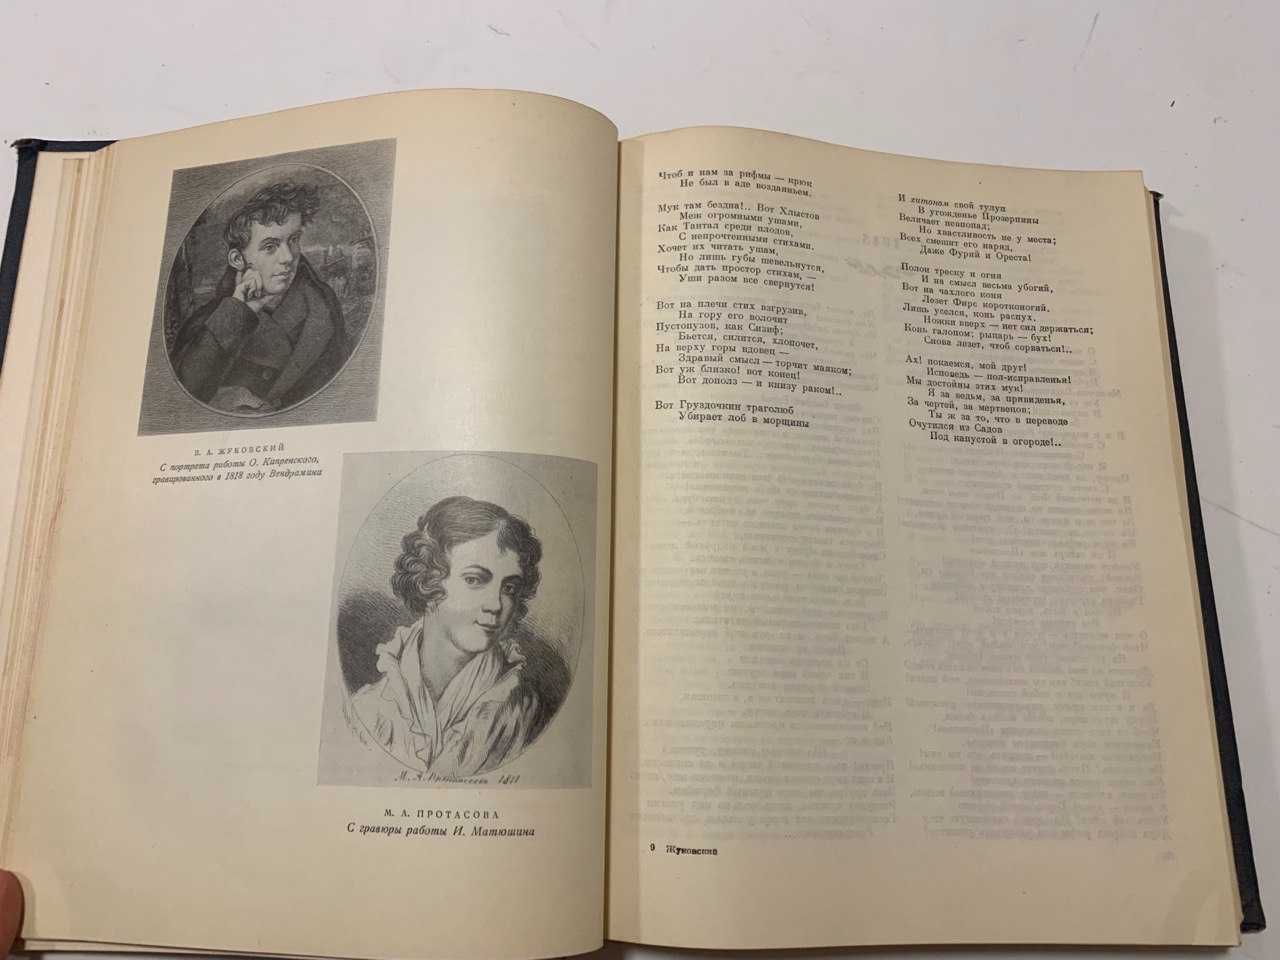 В. А. ЖУКОВСКИЙ
С портрета работы О. Кипренского,
гравированного в 1818 году Вендрамини
М. А. Протасова 1811
М. А. ПРОТАСОВА
С гравюры работы И. Матюшина
Чтоб и нам за рифмы — крюк
Не был в аде возданьем.
Мук там бездна!.. Вот Хлыстов
Меж огромными ушами,
Как Тантал среди плодов,
С непрочтенными стихами.
Хочет их читать ушам,
Но лишь губы шевельнутся,
Чтобы дать простор стихам, —
Уши разом все свернутся!
Вот на плечи стих взгрузив,
На гору его волочит
Пустопузов, как Сизиф;
Бьется, силится, хлопочет,
На верху горы вдовец —
Здравый смысл — торчит маяком;
Вот уж близко! вот конец!
Вот дополз — и книзу раком!..
Вот Груздочкин траголюб
Убирает лоб в морщины
И хитоном свой тулуп
В угожденье Прозерпины
Величает невпопад;
Но хвастливость не у места;
Всех смешит его наряд,
Даже Фурий и Ореста!
Полон треску и огня
И на смысл весьма убогий,
Вот на чахлого коня
Лезет Фирс коротконогий.
Лишь уселся, конь распух.
Ножки вверх — нет сил держаться;
Конь галопом; рыцарь — бух!
Снова лезет, чтоб сорваться!..
Ах! покаемся, мой друг!
Исповедь — пол-исправленья!
Мы достойны этих мук!
Я за ведьм, за привиденья,
За чертей, за мертвецов;
Ты ж за то, что в переводе
Очутился из Садов
Под капустой в огороде!..
9 Жуковский